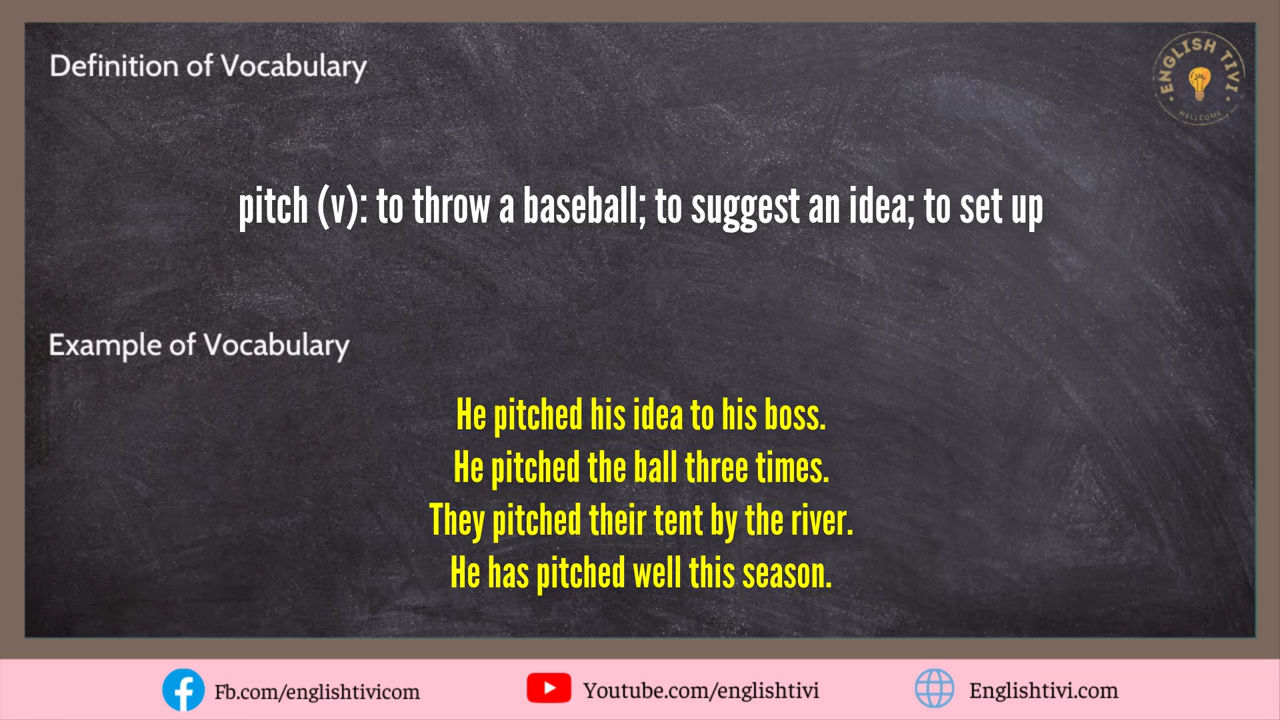 Definition of Vocabulary
ENGLISH TIVI
WELLCOME
pitch (v): to throw a baseball; to suggest an idea; to set up
Example of Vocabulary
He pitched his idea to his boss.
He pitched the ball three times.
They pitched their tent by the river.
He has pitched well this season.
Fb.com/englishtivicom
Youtube.com/englishtivi
Englishtivi.com